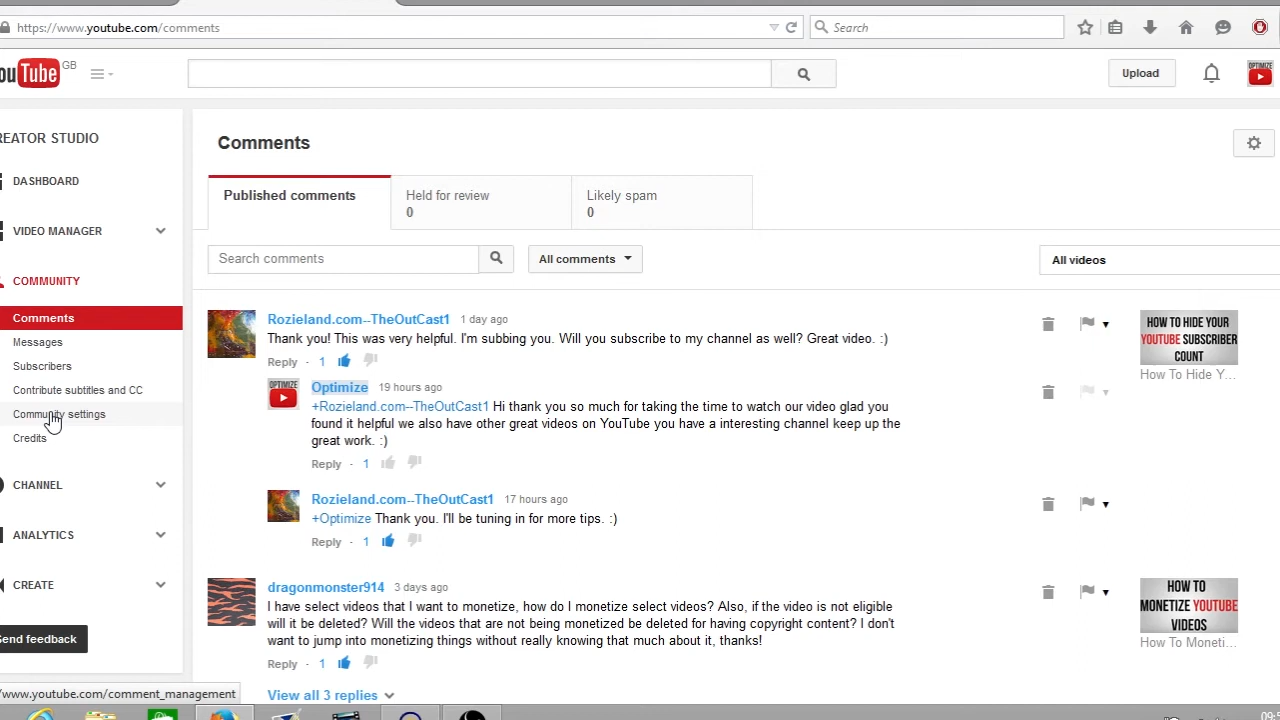 https://www.youtube.com/comments
Search
ouTube GB
Upload
OPTIMIZE
REATOR STUDIO
DASHBOARD
VIDEO MANAGER
COMMUNITY
Comments
Messages
Subscribers
Contribute subtitles and CC
Community settings
Credits
CHANNEL
ANALYTICS
CREATE
Send feedback
Comments
Published comments
Held for review
0
Likely spam
0
Search comments
All comments
All videos
Rozieland.com--TheOutCast1 1 day ago
Thank you! This was very helpful. I'm subbing you. Will you subscribe to my channel as well? Great video. :)
Reply · 1
HOW TO HIDE YOUR
YOUTUBE SUBSCRIBER
COUNT
How To Hide Y...
OPTIMIZE
Optimize 19 hours ago
+Rozieland.com--TheOutCast1 Hi thank you so much for taking the time to watch our video glad you
found it helpful we also have other great videos on YouTube you have a interesting channel keep up the
great work. :)
Reply · 1
Rozieland.com--TheOutCast1 17 hours ago
+Optimize Thank you. I'll be tuning in for more tips. :)
Reply · 1
dragonmonster914 3 days ago
I have select videos that I want to monetize, how do I monetize select videos? Also, if the video is not eligible
will it be deleted? Will the videos that are not being monetized be deleted for having copyright content? I don't
want to jump into monetizing things without really knowing that much about it, thanks!
Reply · 1
HOW TO
MONETIZE YOUTUBE
VIDEOS
How To Moneti...
View all 3 replies
/www.youtube.com/comment_management